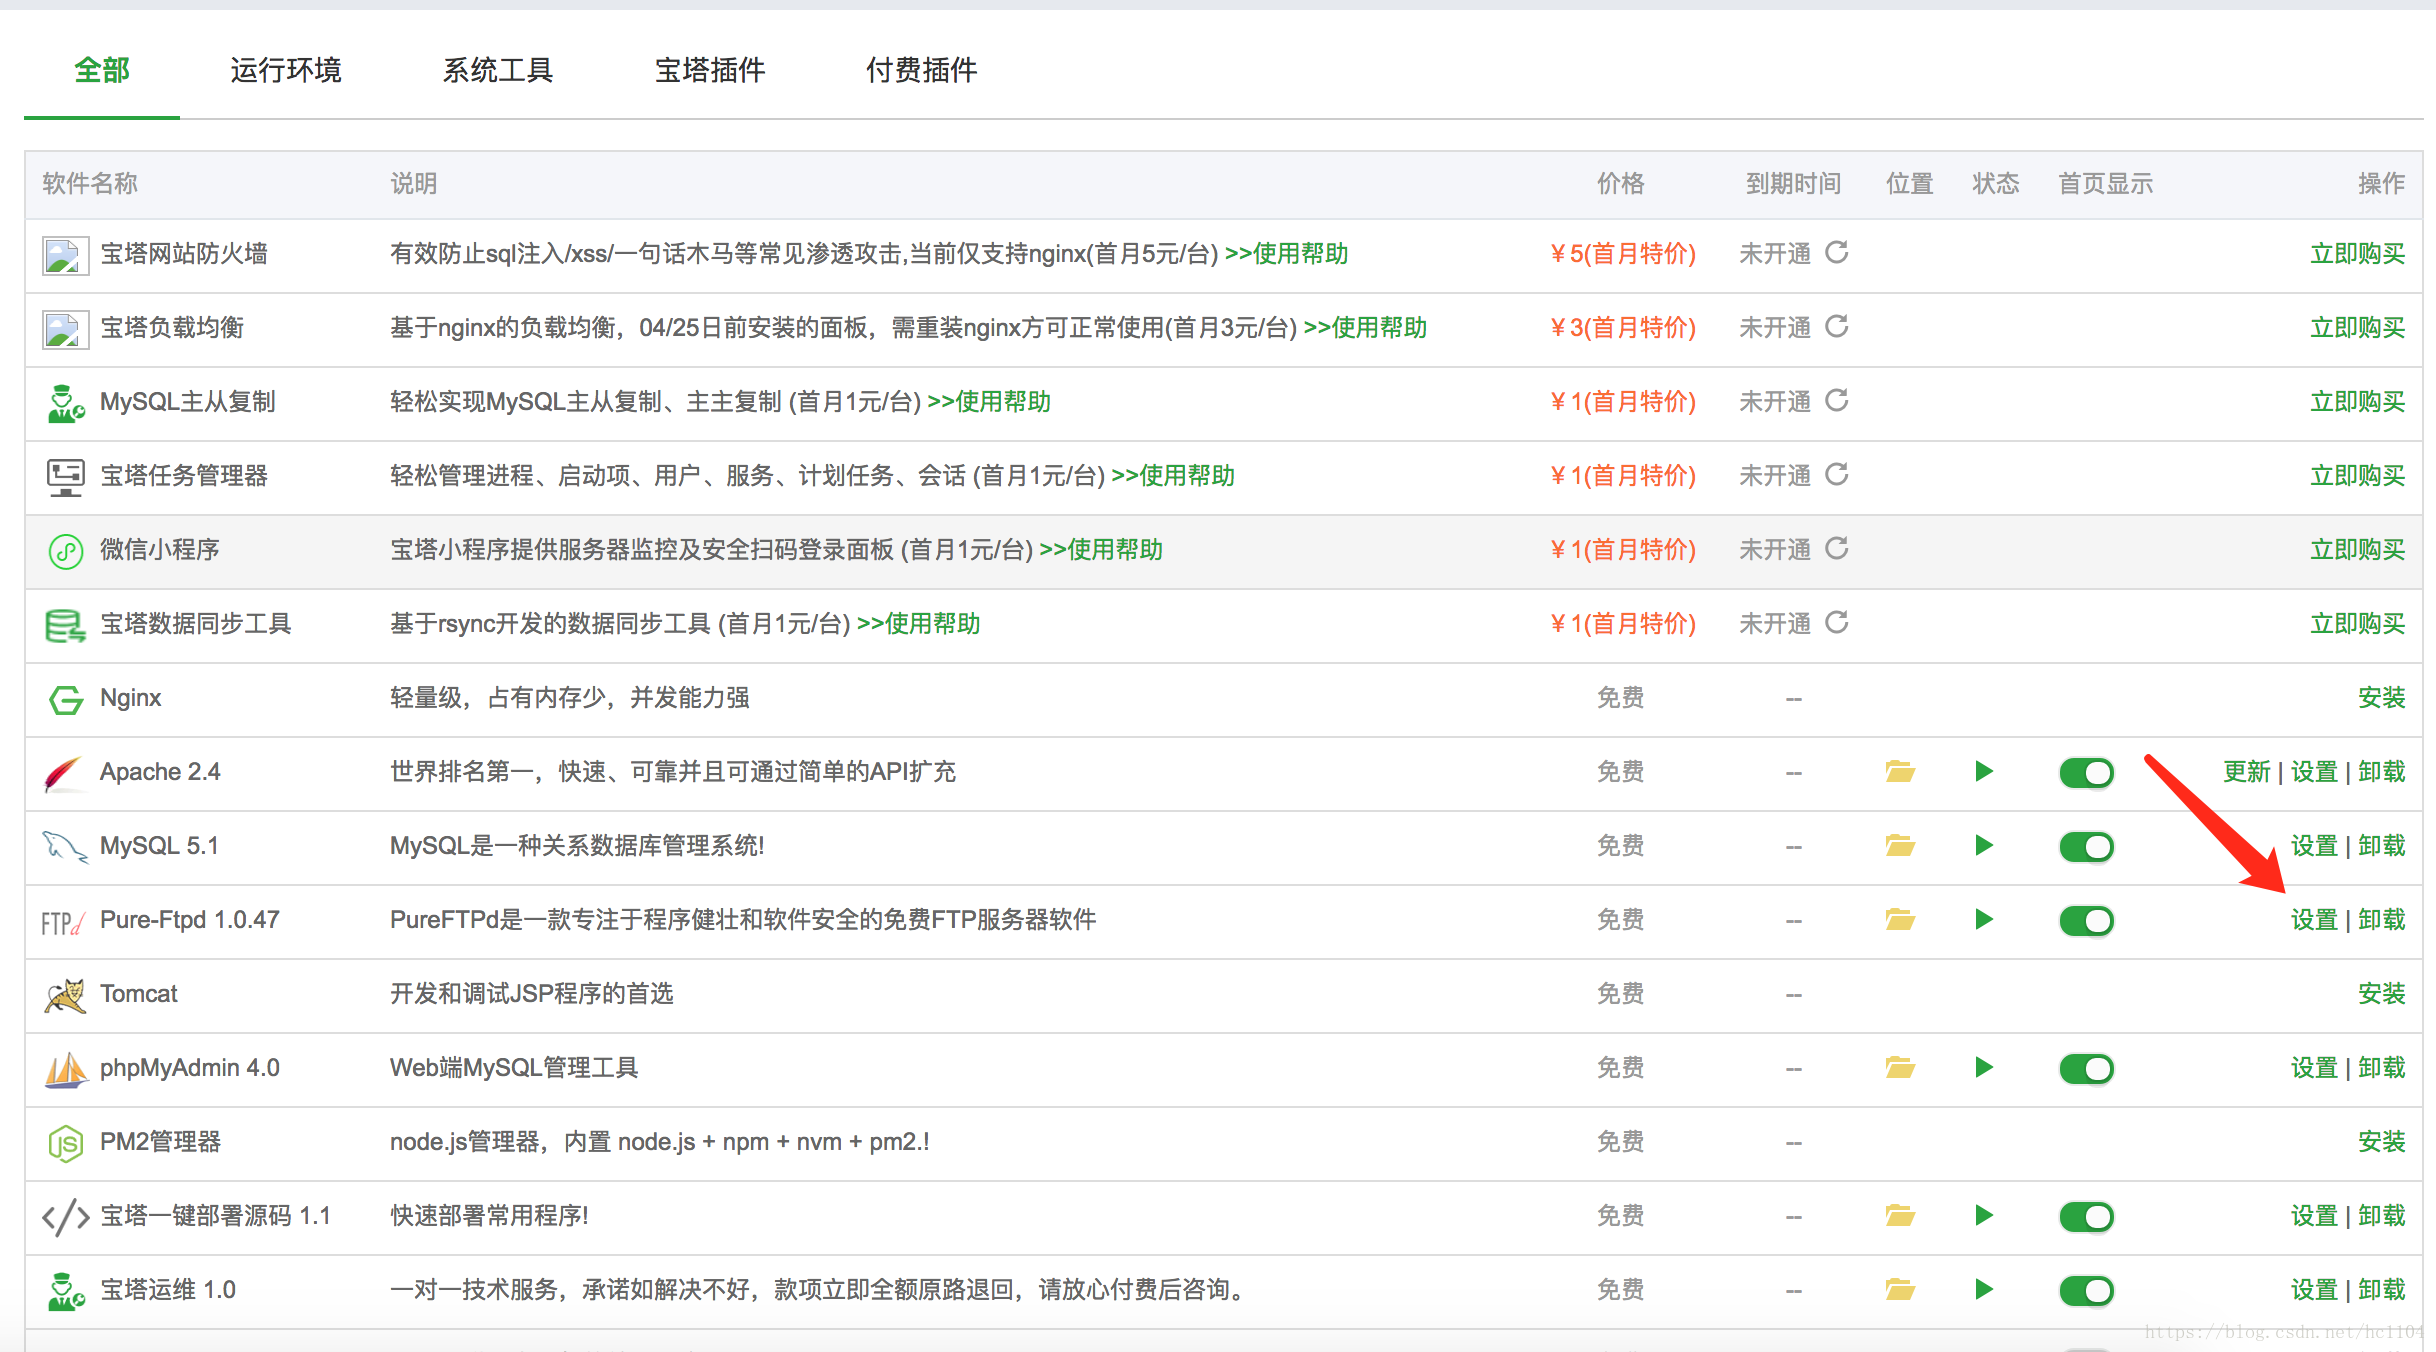 全部 运行环境 系统工具 宝塔插件 付费插件
软件名称 说明 价格 到期时间 位置 状态 首页显示 操作
宝塔网站防火墙 有效防止sql注入/xss/一句话木马等常见渗透攻击,当前仅支持nginx(首月5元/台) >>使用帮助 ¥5(首月特价) 未开通 立即购买
宝塔负载均衡 基于nginx的负载均衡，04/25日前安装的面板，需重装nginx方可正常使用(首月3元/台) >>使用帮助 ¥3(首月特价) 未开通 立即购买
MySQL主从复制 轻松实现MySQL主从复制、主主复制 (首月1元/台) >>使用帮助 ¥1(首月特价) 未开通 立即购买
宝塔任务管理器 轻松管理进程、启动项、用户、服务、计划任务、会话 (首月1元/台) >>使用帮助 ¥1(首月特价) 未开通 立即购买
微信小程序 宝塔小程序提供服务器监控及安全扫码登录面板 (首月1元/台) >>使用帮助 ¥1(首月特价) 未开通 立即购买
宝塔数据同步工具 基于rsync开发的数据同步工具 (首月1元/台) >>使用帮助 ¥1(首月特价) 未开通 立即购买
Nginx 轻量级，占有内存少，并发能力强 免费 -- 安装
Apache 2.4 世界排名第一，快速、可靠并且可通过简单的API扩充 免费 -- 更新 | 设置 | 卸载
MySQL 5.1 MySQL是一种关系数据库管理系统! 免费 -- 设置 | 卸载
FTPd Pure-Ftpd 1.0.47 PureFTPd是一款专注于程序健壮和软件安全的免费FTP服务器软件 免费 -- 设置 | 卸载
Tomcat 开发和调试JSP程序的首选 免费 -- 安装
phpMyAdmin 4.0 Web端MySQL管理工具 免费 -- 设置 | 卸载
JS PM2管理器 node.js管理器，内置 node.js + npm + nvm + pm2.! 免费 -- 安装
</> 宝塔一键部署源码 1.1 快速部署常用程序! 免费 -- 设置 | 卸载
宝塔运维 1.0 一对一技术服务，承诺如解决不好，款项立即全额原路退回，请放心付费后咨询。 免费 -- 设置 | 卸载
https://blog.csdn.net/hc1104